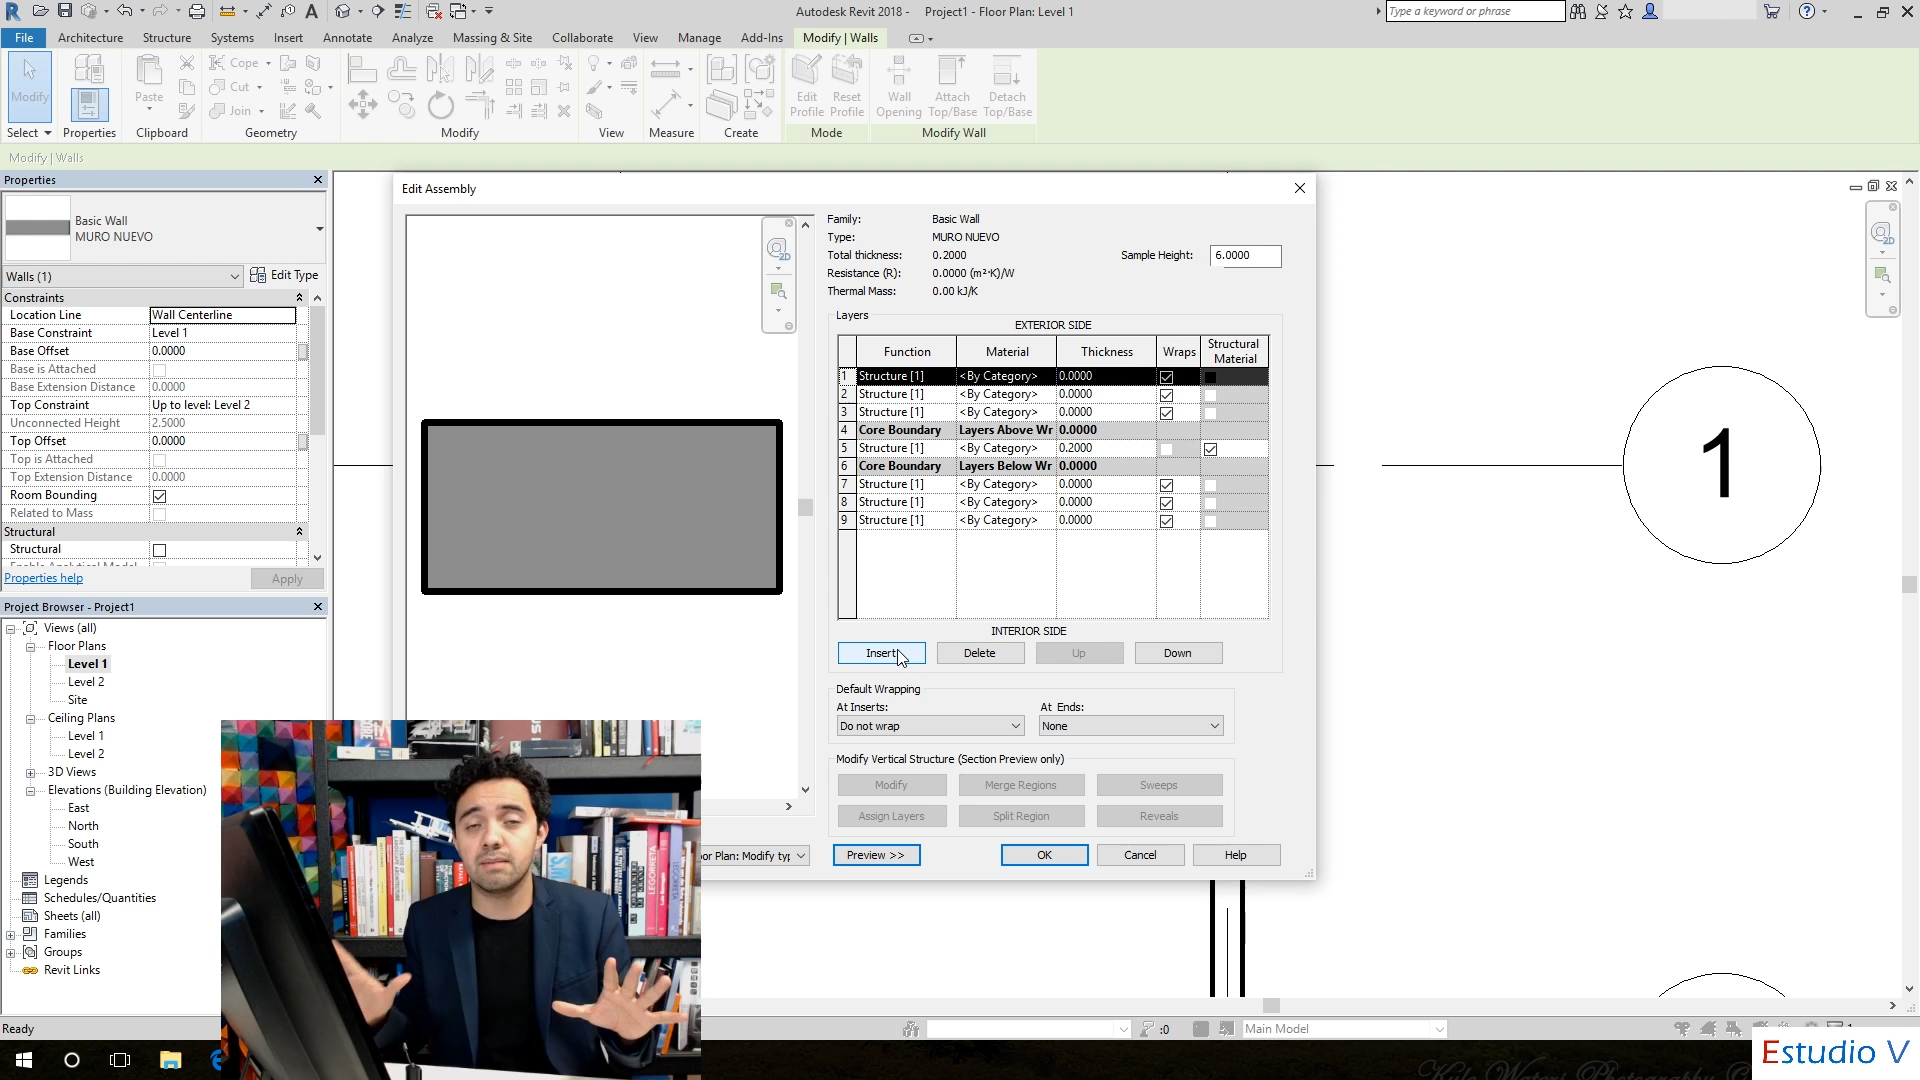 Autodesk Revit 2018 - Project1 - Floor Plan: Level 1
Type a keyword or phrase
File Architecture Structure Systems Insert Annotate Analyze Massing & Site Collaborate View Manage Add-Ins Modify | Walls
Modify
Paste
Cope
Cut
Join
Edit Profile
Reset Profile
Wall Opening
Attach Top/Base
Detach Top/Base
Select Properties Clipboard Geometry Modify View Measure Create Mode Modify Wall
Modify | Walls
Properties
Basic Wall
MURO NUEVO
Walls (1) Edit Type
Constraints
Location Line Wall Centerline
Base Constraint Level 1
Base Offset 0.0000
Base is Attached
Base Extension Distance 0.0000
Top Constraint Up to level: Level 2
Unconnected Height 2.5000
Top Offset 0.0000
Top is Attached
Top Extension Distance 0.0000
Room Bounding
Related to Mass
Structural
Structural
Enable Analytical Model
Properties help Apply
Project Browser - Project1
Views (all)
Floor Plans
Level 1
Level 2
Site
Ceiling Plans
Level 1
Level 2
3D Views
Elevations (Building Elevation)
East
North
South
West
Legends
Schedules/Quantities
Sheets (all)
Families
Groups
Revit Links
Ready
Edit Assembly
2D
Family: Basic Wall
Type: MURO NUEVO
Total thickness: 0.2000 Sample Height: 6.0000
Resistance (R): 0.0000 (m²·K)/W
Thermal Mass: 0.00 kJ/K
Layers
EXTERIOR SIDE
Function Material Thickness Wraps Structural Material
1 Structure [1] <By Category> 0.0000
2 Structure [1] <By Category> 0.0000
3 Structure [1] <By Category> 0.0000
4 Core Boundary Layers Above Wr 0.0000
5 Structure [1] <By Category> 0.2000
6 Core Boundary Layers Below Wr 0.0000
7 Structure [1] <By Category> 0.0000
8 Structure [1] <By Category> 0.0000
9 Structure [1] <By Category> 0.0000
INTERIOR SIDE
Insert Delete Up Down
Default Wrapping
At Inserts: At Ends:
Do not wrap None
Modify Vertical Structure (Section Preview only)
Modify Merge Regions Sweeps
Assign Layers Split Region Reveals
or Plan: Modify typ Preview >> OK Cancel Help
2D
1
LEGORRETA
:0 Main Model
Estudio V